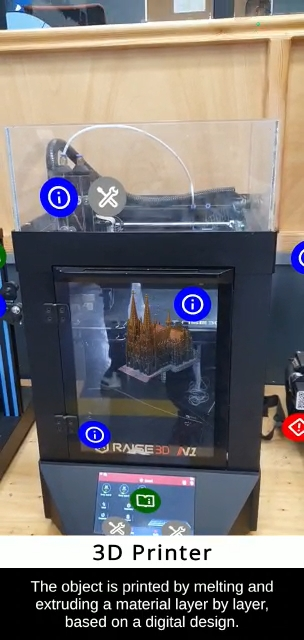 RAISE3D N2
3D Printer
The object is printed by melting and
extruding a material layer by layer,
based on a digital design.